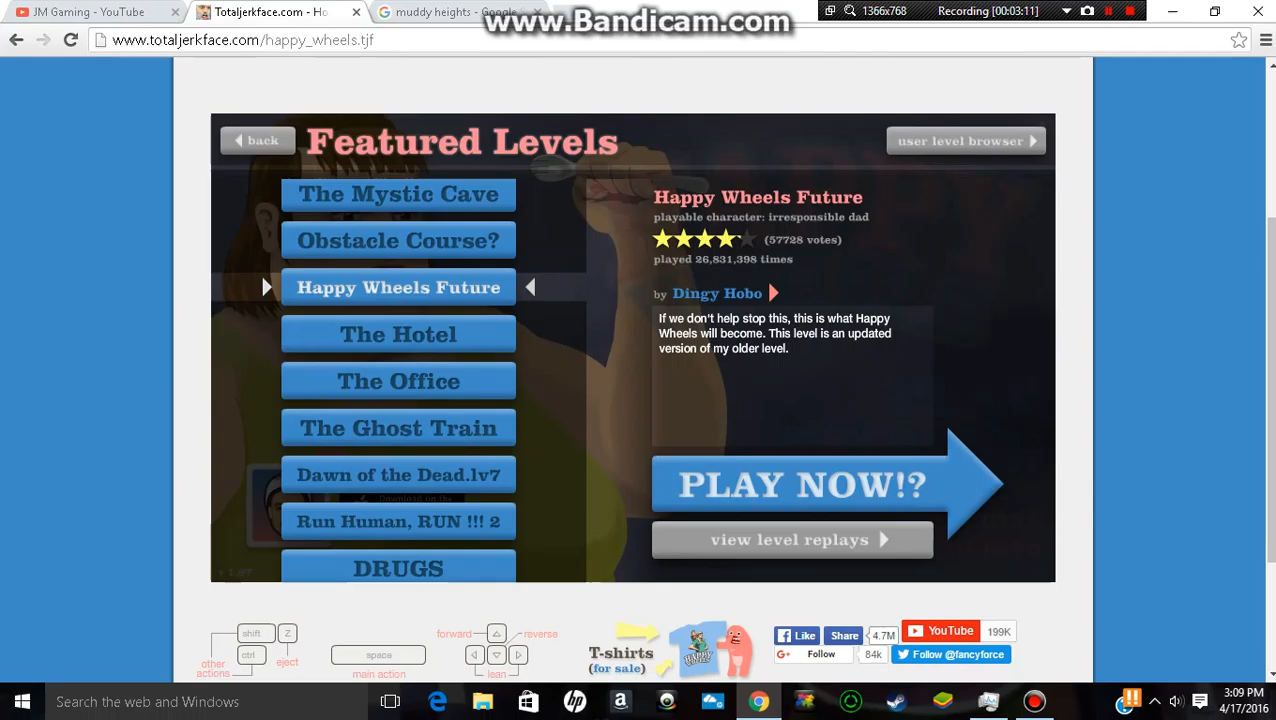 JM Gaming - YouTube
Totaljerkface.com - Ho
muddy heights - Google
www.Bandicam.com
1366x768
Recording [00:03:11]
www.totaljerkface.com/happy_wheels.tjf
back
Featured Levels
user level browser
The Mystic Cave
Obstacle Course?
Happy Wheels Future
The Hotel
The Office
The Ghost Train
Dawn of the Dead.lv7
Run Human, RUN !!! 2
DRUGS
Happy Wheels Future
playable character: irresponsible dad
(57728 votes)
played 26,831,398 times
by Dingy Hobo
If we don't help stop this, this is what Happy
Wheels will become. This level is an updated
version of my older level.
PLAY NOW!?
view level replays
shift
Z
ctrl
eject
other
actions
space
main action
forward
reverse
lean
T-shirts
(for sale)
Like
Share
4.7M
YouTube
199K
Follow
84k
Follow @fancyforce
Search the web and Windows
3:09 PM
4/17/2016